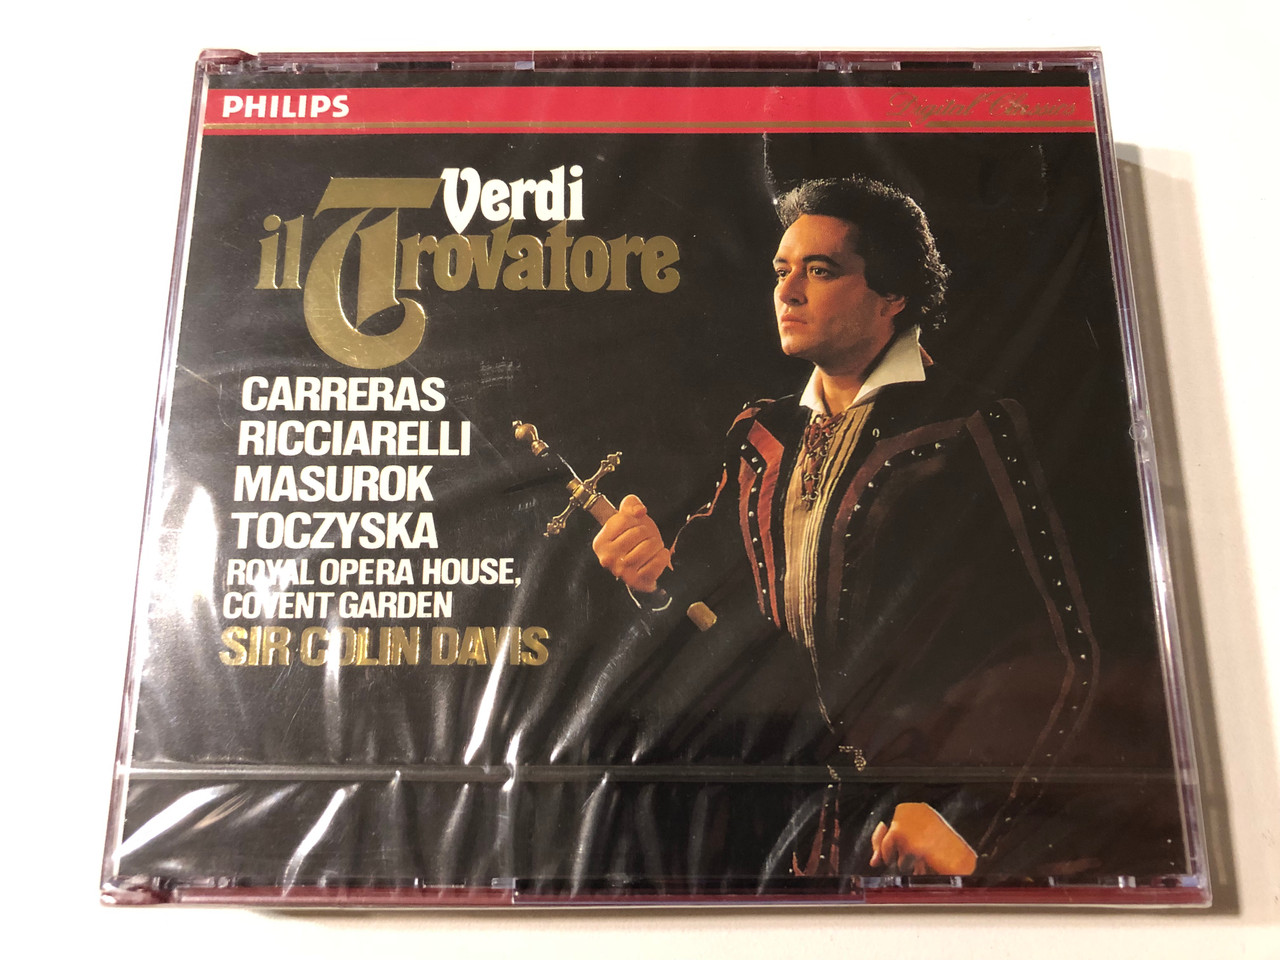 PHILIPS
Digital Classics
Verdi
il Trovatore
CARRERAS
RICCIARELLI
MASUROK
TOCZYSKA
ROYAL OPERA HOUSE,
COVENT GARDEN
SIR COLIN DAVIS